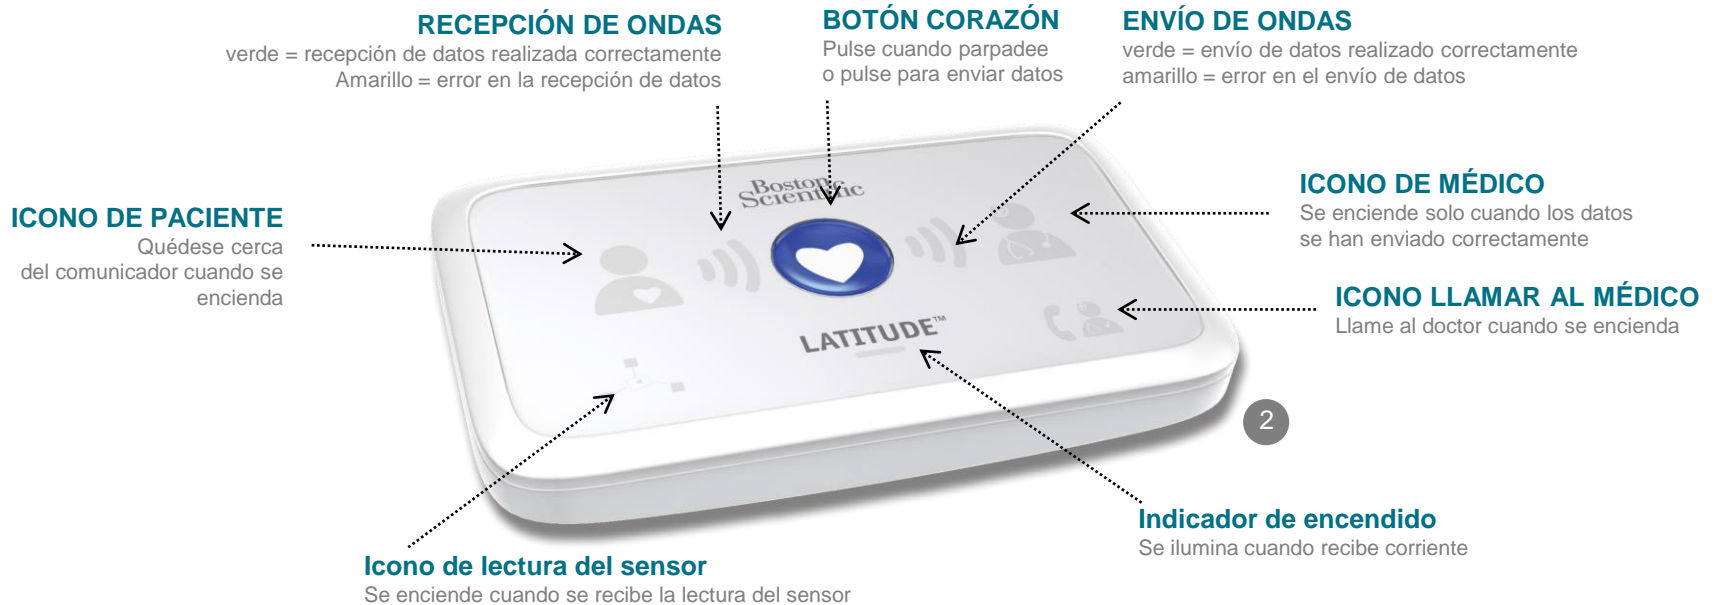 RECEPCIÓN DE ONDAS
verde = recepción de datos realizada correctamente
Amarillo = error en la recepción de datos
BOTÓN CORAZÓN
Pulse cuando parpadee
o pulse para enviar datos
ENVÍO DE ONDAS
verde = envío de datos realizado correctamente
amarillo = error en el envío de datos
ICONO DE PACIENTE
Quédese cerca
del comunicador cuando se
encienda
Boston
Scientific
LATITUDE™
ICONO DE MÉDICO
Se enciende solo cuando los datos
se han enviado correctamente
ICONO LLAMAR AL MÉDICO
Llame al doctor cuando se encienda
2
Indicador de encendido
Se ilumina cuando recibe corriente
Icono de lectura del sensor
Se enciende cuando se recibe la lectura del sensor